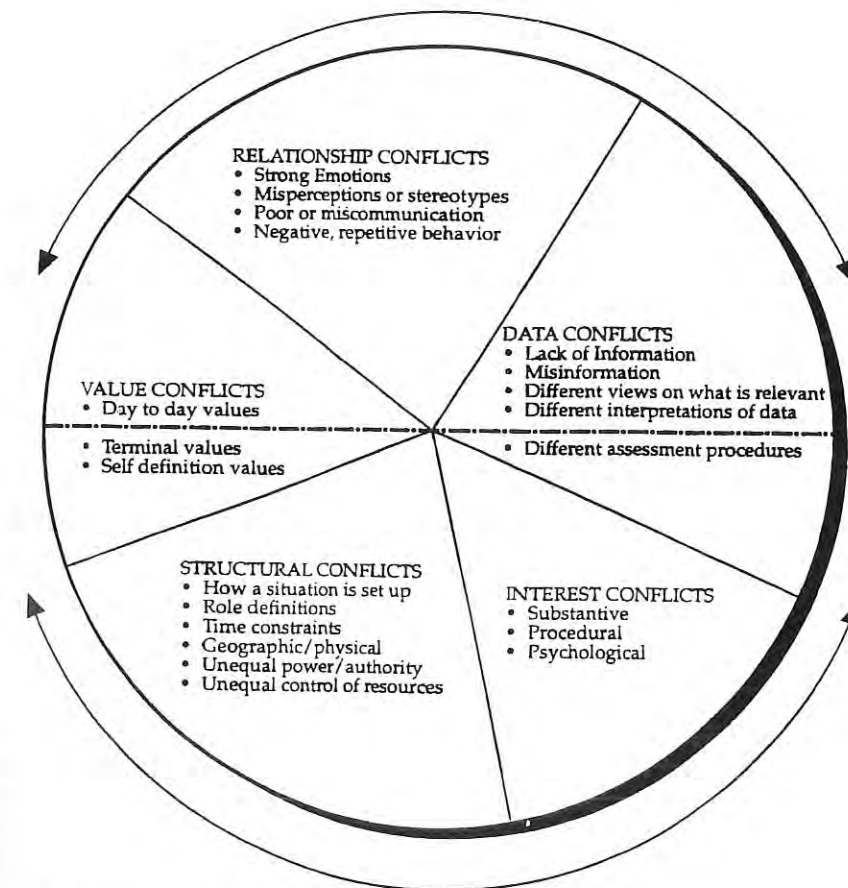 RELATIONSHIP CONFLICTS
• Strong Emotions
• Misperceptions or stereotypes
• Poor or miscommunication
• Negative, repetitive behavior
DATA CONFLICTS
• Lack of Information
• Misinformation
• Different views on what is relevant
• Different interpretations of data
• Different assessment procedures
VALUE CONFLICTS
• Day to day values
• Terminal values
• Self definition values
STRUCTURAL CONFLICTS
• How a situation is set up
• Role definitions
• Time constraints
• Geographic/physical
• Unequal power/authority
• Unequal control of resources
INTEREST CONFLICTS
• Substantive
• Procedural
• Psychological